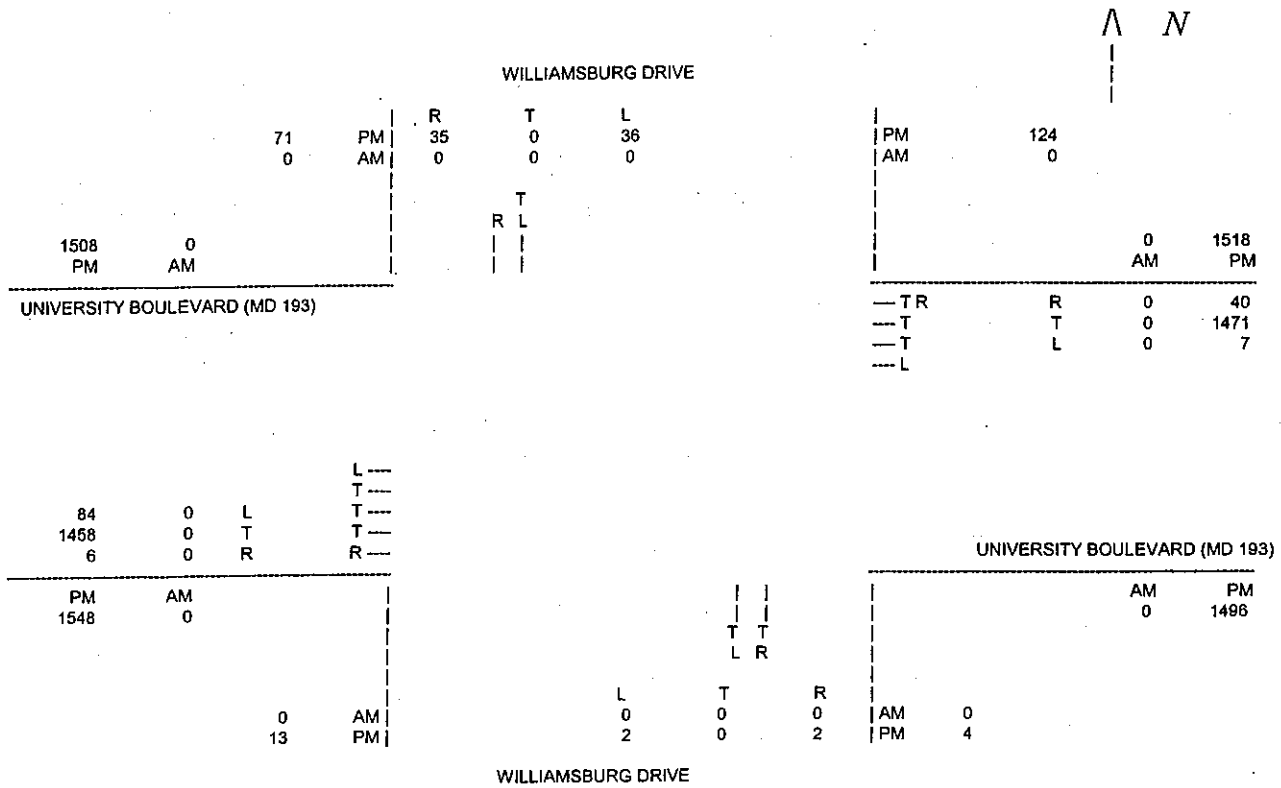 N
WILLIAMSBURG DRIVE
R T L
71 PM 35 0 36 PM 124
0 AM 0 0 0 AM 0
T
R L
1508 0 0 1518
PM AM AM PM
UNIVERSITY BOULEVARD (MD 193)
T R R 0 40
T T 0 1471
T L 0 7
L
L
T
84 0 L T
1458 0 T T
6 0 R R
UNIVERSITY BOULEVARD (MD 193)
PM AM AM PM
1548 0 0 1496
T T
L R
L T R
0 AM 0 0 0 AM 0
13 PM 2 0 2 PM 4
WILLIAMSBURG DRIVE